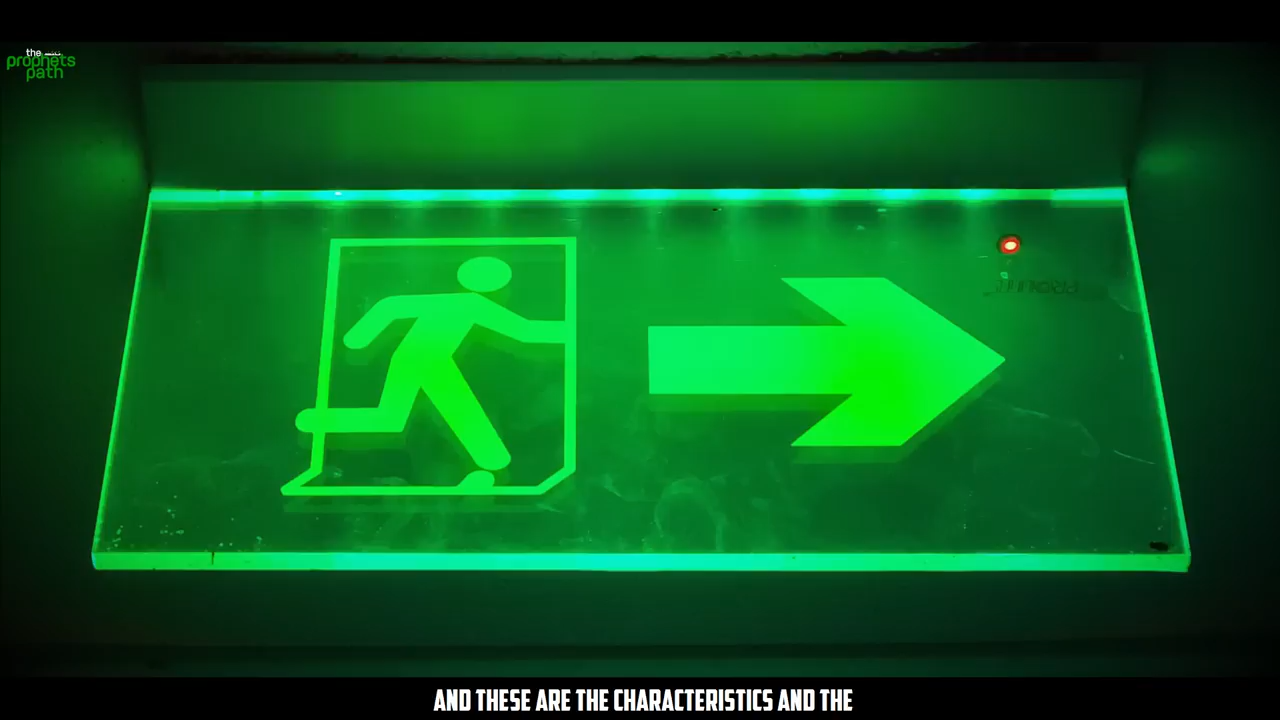 the
prophets
path
AND THESE ARE THE CHARACTERISTICS AND THE